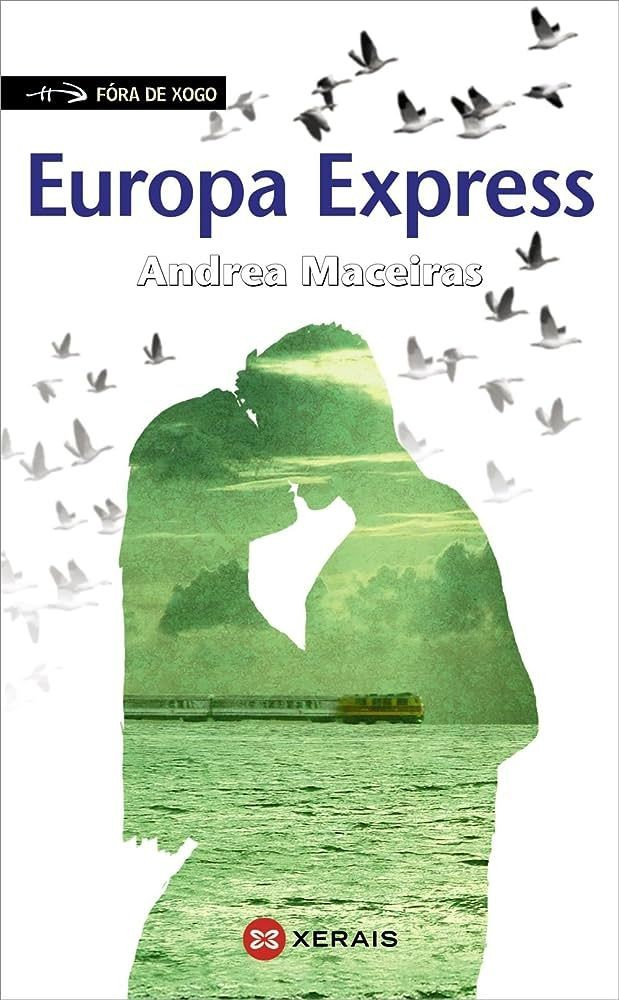 FÓRA DE XOGO
Europa Express
Andrea Maceiras
XERAIS